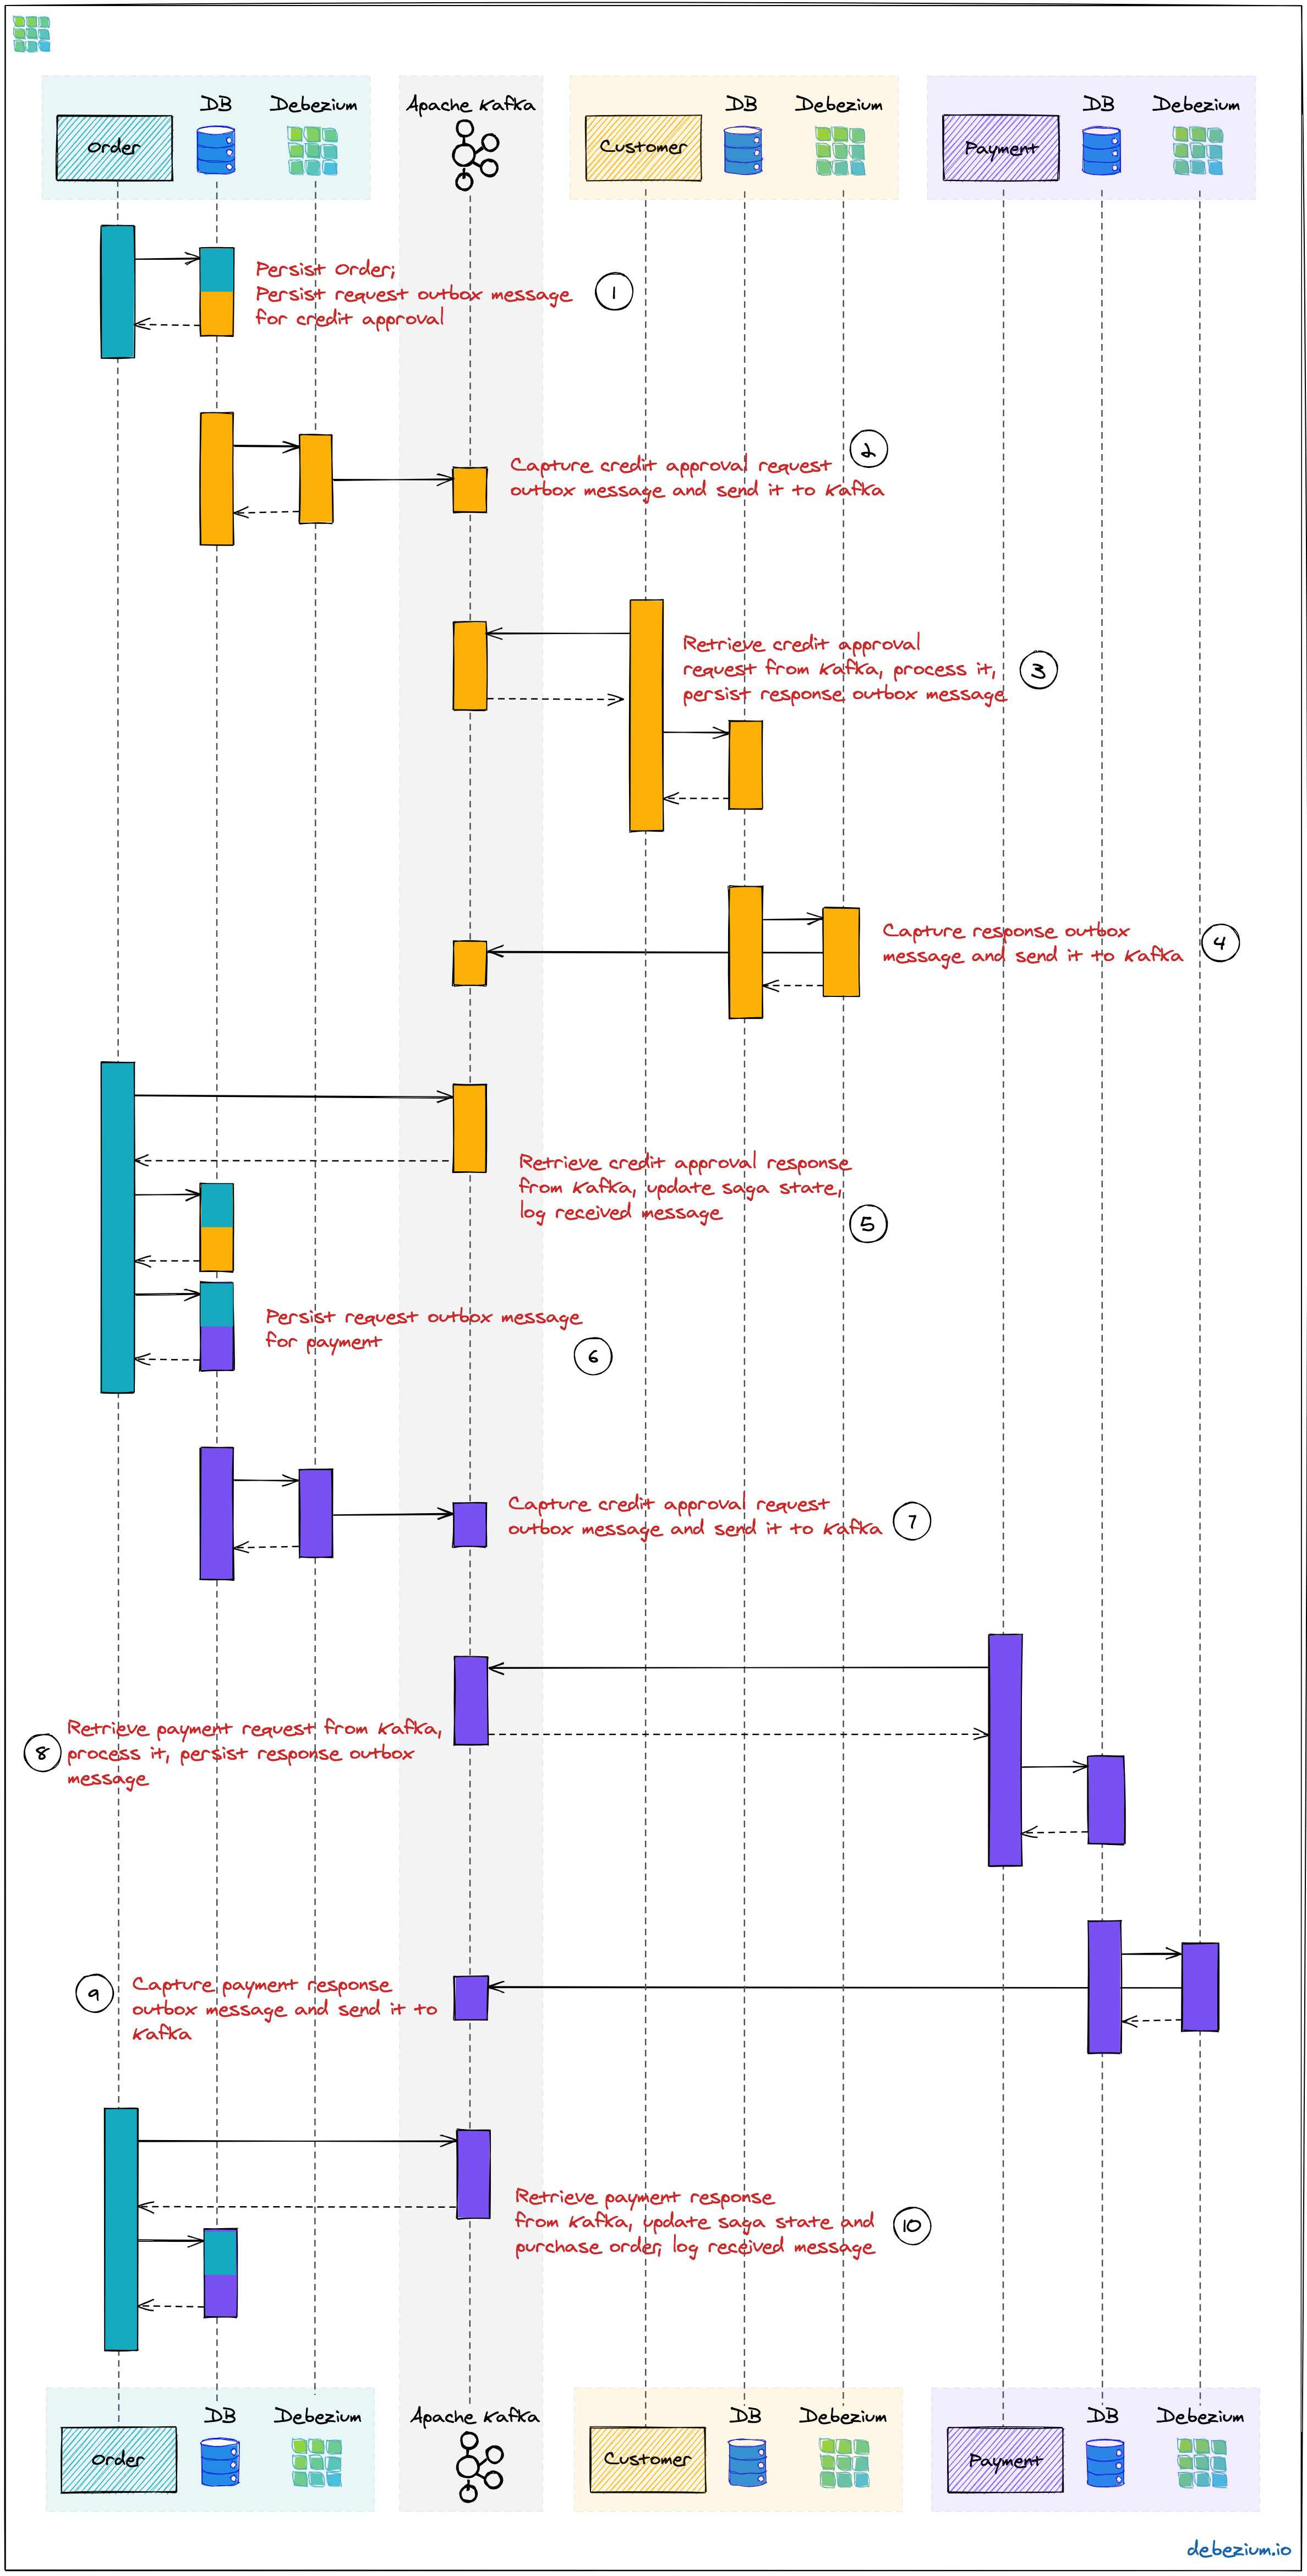 DB Debezium Apache Kafka DB Debezium DB Debezium
Order Customer Payment
Persist Order;
Persist request outbox message
for credit approval
1
2
Capture credit approval request
outbox message and send it to Kafka
Retrieve credit approval
request from Kafka, process it,
persist response outbox message
3
Capture response outbox
message and send it to Kafka
4
Retrieve credit approval response
from Kafka, update saga state,
log received message
5
Persist request outbox message
for payment
6
Capture credit approval request
outbox message and send it to Kafka
7
8
Retrieve payment request from Kafka,
process it, persist response outbox
message
9
Capture payment response
outbox message and send it to
Kafka
Retrieve payment response
from Kafka, update saga state and
purchase order; log received message
10
DB Debezium Apache Kafka DB Debezium DB Debezium
Order Customer Payment
debezium.io